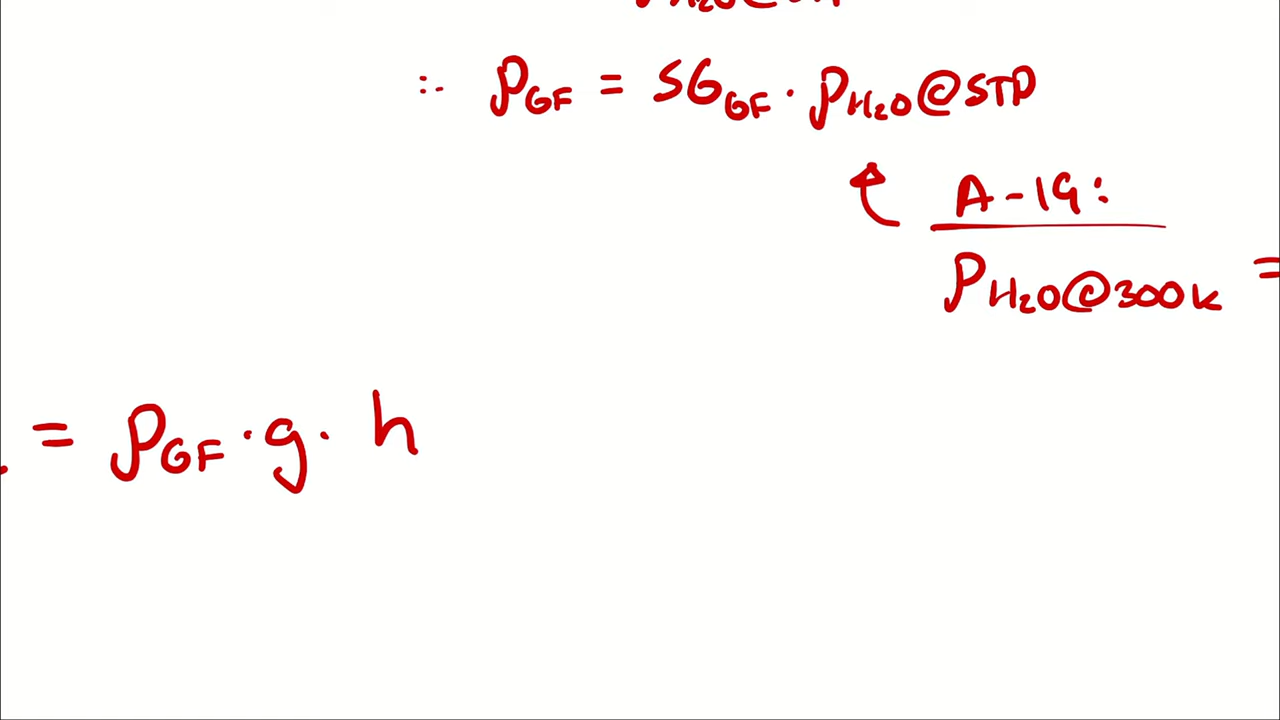 ∴ ρGF = SGGF · ρH₂O@STP
A-19:
ρH₂O@300K =
= ρGF · g · h